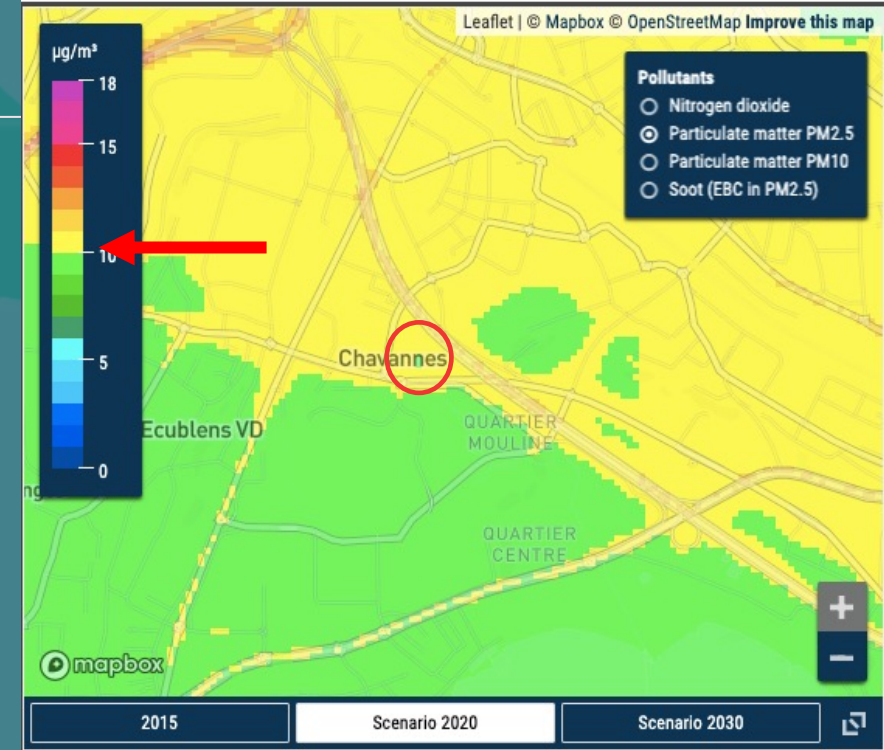 Leaflet | © Mapbox © OpenStreetMap Improve this map
µg/m³
18
15
10
5
0
Pollutants
Nitrogen dioxide
Particulate matter PM2.5
Particulate matter PM10
Soot (EBC in PM2.5)
Chavannes
Ecublens VD
QUARTIER
MOULINE
QUARTIER
CENTRE
+
−
mapbox
2015
Scenario 2020
Scenario 2030